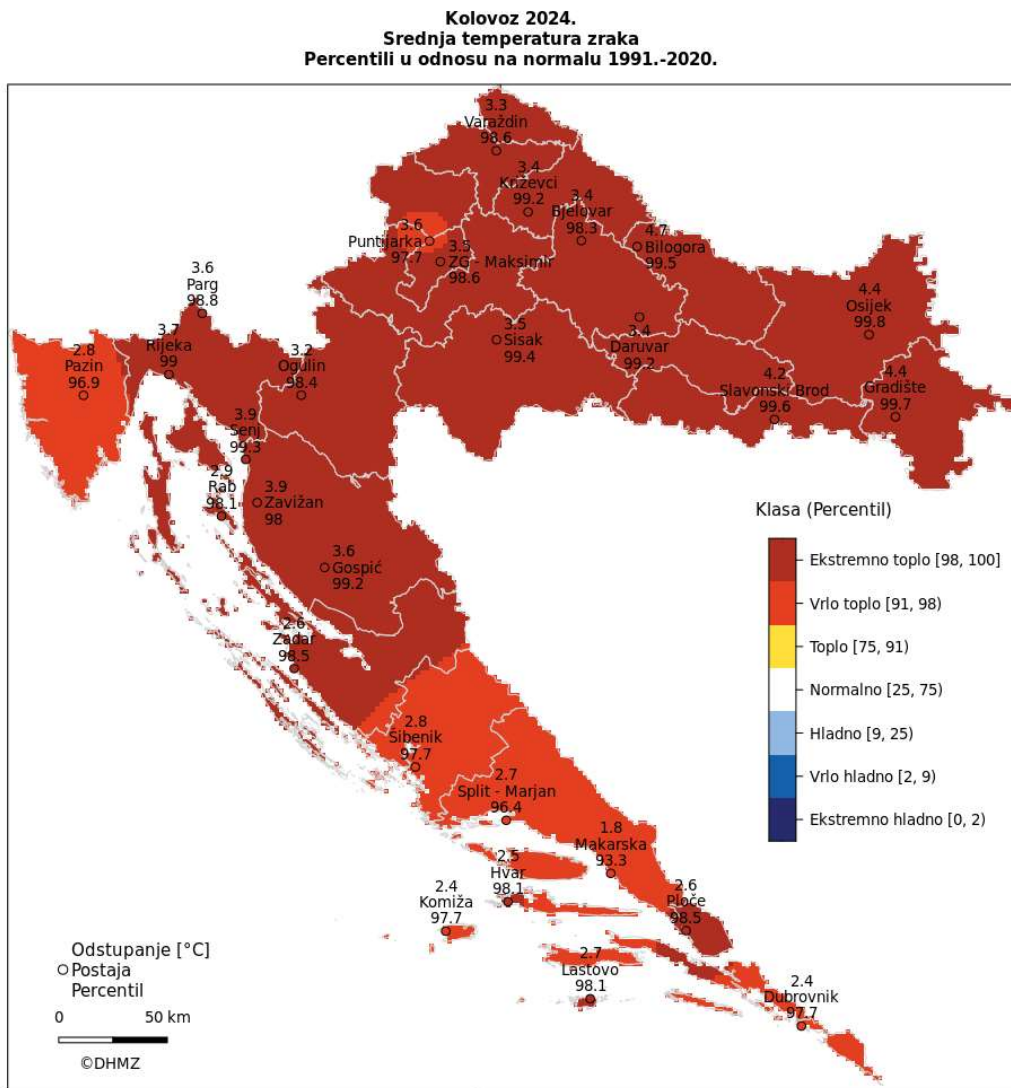 Kolovoz 2024.
Srednja temperatura zraka
Percentili u odnosu na normalu 1991.-2020.
3.3
Varaždin
98.6
3.4
Križevci
99.2
3.4
Bjelovar
98.3
3.6
Puntijarka
97.7
3.5
ZG - Maksimir
98.6
4.7
Bilogora
99.5
3.6
Parg
98.8
4.4
Osijek
99.8
3.7
Rijeka
99
2.8
Pazin
96.9
3.2
Ogulin
98.4
3.5
Sisak
99.4
3.4
Daruvar
99.2
4.2
Slavonski Brod
99.6
4.4
Gradište
99.7
3.9
Senj
99.3
2.9
Rab
98.1
3.9
Zavižan
98
3.6
Gospić
99.2
2.6
Zadar
98.5
Klasa (Percentil)
Ekstremno toplo [98, 100]
Vrlo toplo [91, 98)
Toplo [75, 91)
Normalno [25, 75)
Hladno [9, 25)
Vrlo hladno [2, 9)
Ekstremno hladno [0, 2)
2.8
Šibenik
97.7
2.7
Split - Marjan
96.4
1.8
Makarska
93.3
2.5
Hvar
98.1
2.4
Komiža
97.7
2.6
Ploče
98.5
2.7
Lastovo
98.1
2.4
Dubrovnik
97.7
Odstupanje [°C]
Postaja
Percentil
0 50 km
©DHMZ